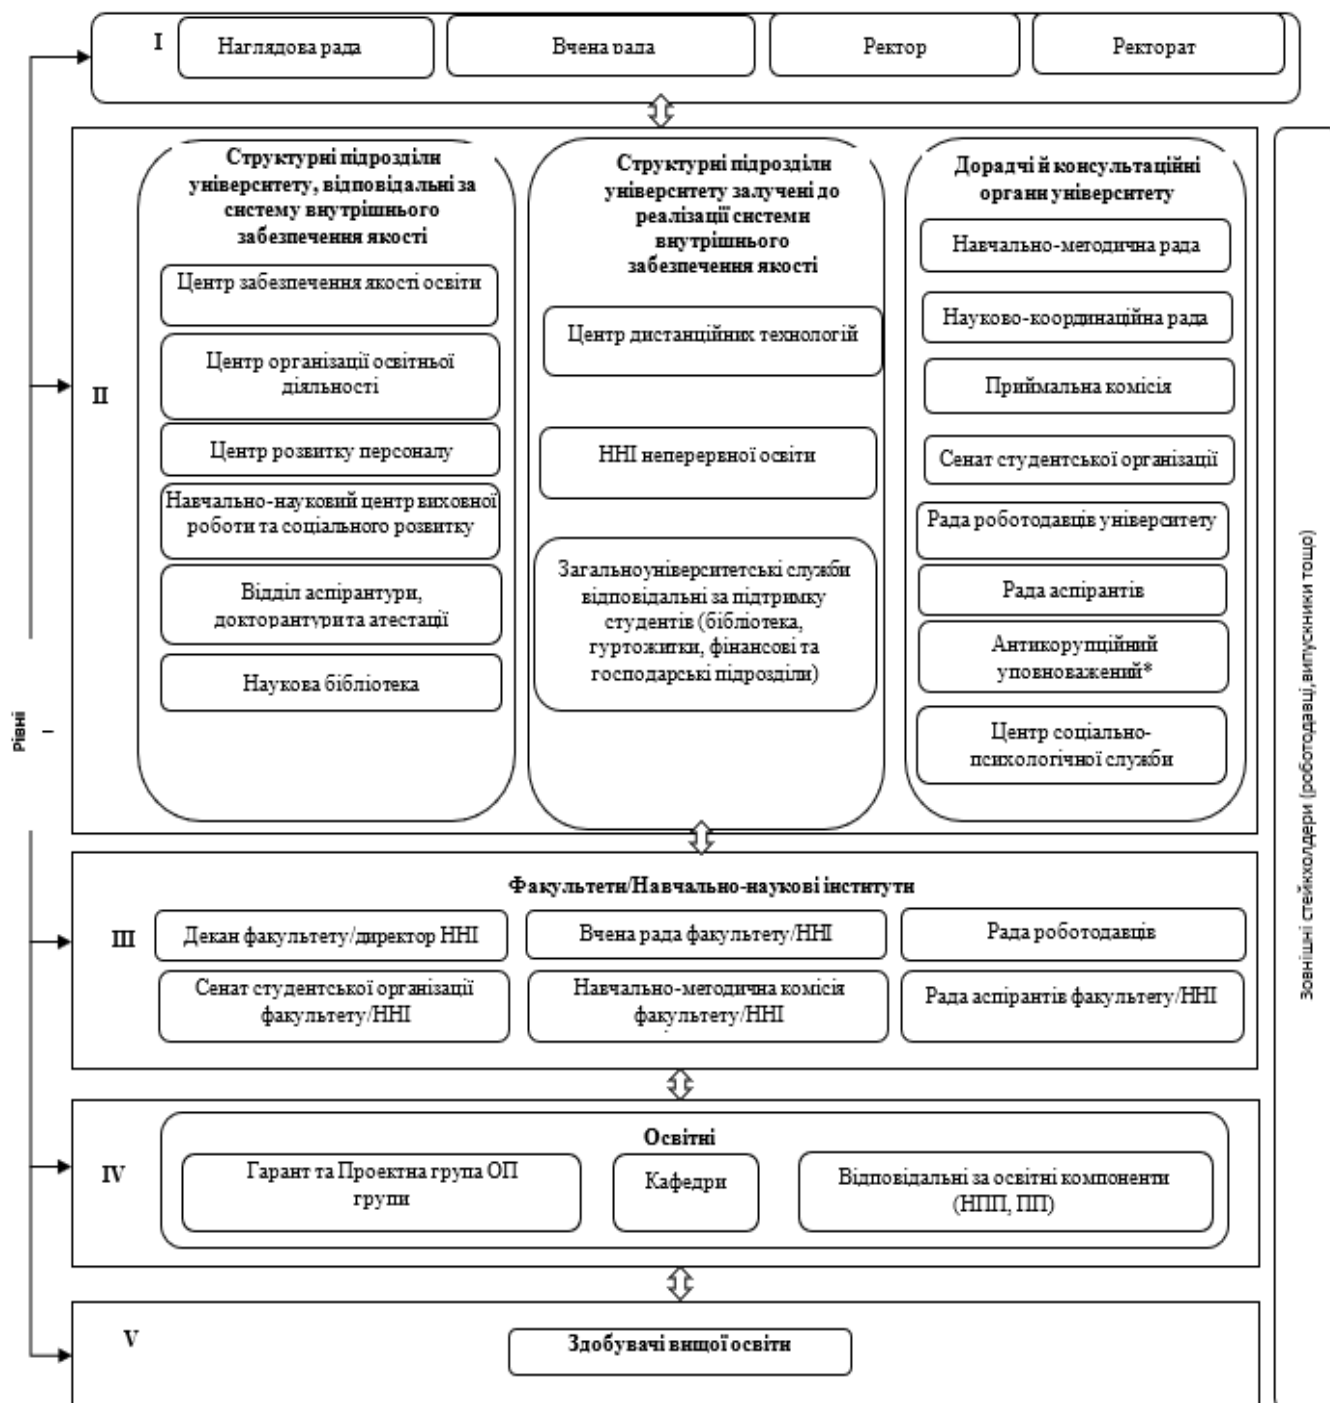 I
Наглядова рада
Вчена рада
Ректор
Ректорат
II
Структурні підрозділи
університету, відповідальні за
систему внутрішнього
забезпечення якості
Центр забезпечення якості освіти
Центр організації освітньої
діяльності
Центр розвитку персоналу
Навчально-науковий центр виховної
роботи та соціального розвитку
Відділ аспірантури,
докторантури та атестації
Наукова бібліотека
Структурні підрозділи
університету залучені до
реалізації системи
внутрішнього
забезпечення якості
Центр дистанційних технологій
ННІ неперервної освіти
Загальноуніверситетські служби
відповідальні за підтримку
студентів (бібліотека,
гуртожитки, фінансові та
господарські підрозділи)
Дорадчі й консультаційні
органи університету
Навчально-методична рада
Науково-координаційна рада
Приймальна комісія
Сенат студентської організації
Рада роботодавців університету
Рада аспірантів
Антикорупційний
уповноважений*
Центр соціально-
психологічної служби
Рівні
I
Зовнішні стейкхолдери (роботодавці, випускники тощо)
III
Факультети/Навчально-наукові інститути
Декан факультету/директор ННІ
Вчена рада факультету/ННІ
Рада роботодавців
Сенат студентської організації
факультету/ННІ
Навчально-методична комісія
факультету/ННІ
Рада аспірантів факультету/ННІ
IV
Освітні
Гарант та Проектна група ОП
групи
Кафедри
Відповідальні за освітні компоненти
(НПП, ПП)
V
Здобувачі вищої освіти